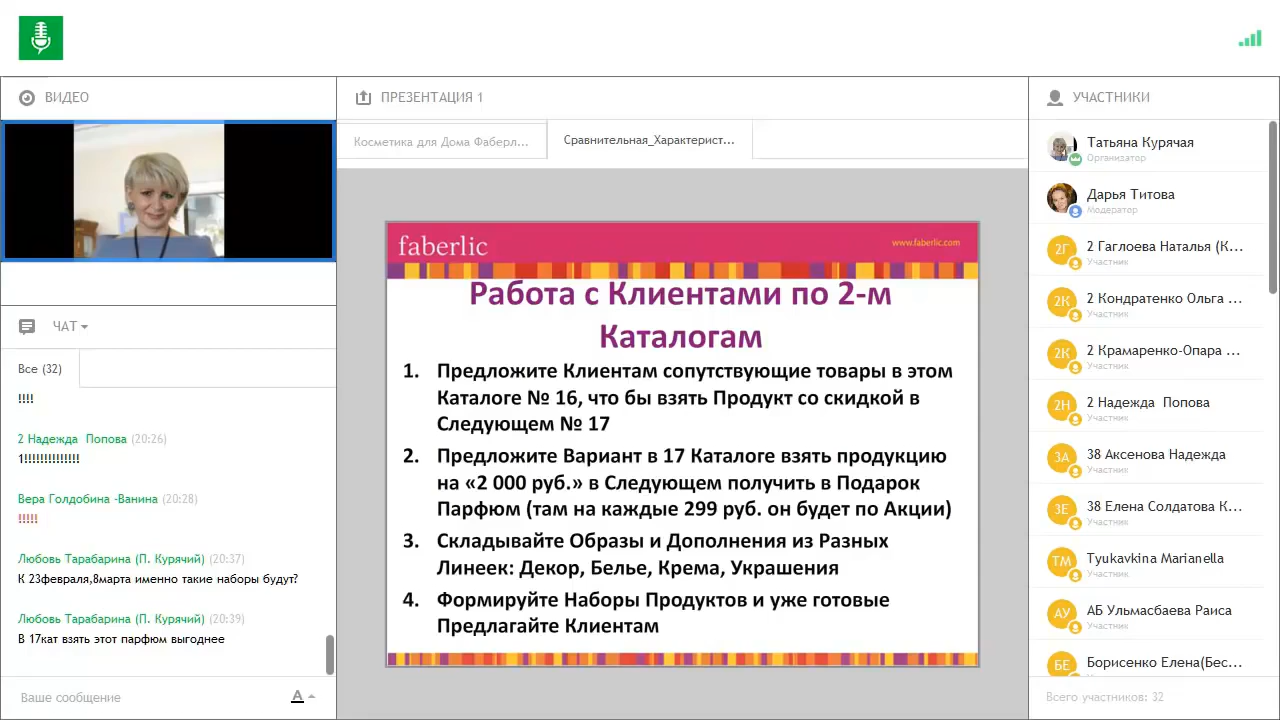 ВИДЕО
ПРЕЗЕНТАЦИЯ 1
УЧАСТНИКИ
Косметика для Дома Фаберл...
Сравнительная_Характерист...
faberlic
www.faberlic.com
Работа с Клиентами по 2-м
Каталогам
1. Предложите Клиентам сопутствующие товары в этом
Каталоге № 16, что бы взять Продукт со скидкой в
Следующем № 17
2. Предложите Вариант в 17 Каталоге взять продукцию
на «2 000 руб.» в Следующем получить в Подарок
Парфюм (там на каждые 299 руб. он будет по Акции)
3. Складывайте Образы и Дополнения из Разных
Линеек: Декор, Белье, Крема, Украшения
4. Формируйте Наборы Продуктов и уже готовые
Предлагайте Клиентам
ЧАТ
Все (32)
!!!!
2 Надежда Попова (20:26)
1!!!!!!!!!!!!!!
Вера Голдобина -Ванина (20:28)
!!!!!
Любовь Тарабарина (П. Курячий) (20:37)
К 23февраля,8марта именно такие наборы будут?
Любовь Тарабарина (П. Курячий) (20:39)
В 17кат взять этот парфюм выгоднее
Ваше сообщение
A
Татьяна Курячая
Организатор
Дарья Титова
Модератор
2Г
2 Гаглоева Наталья (К...
Участник
2К
2 Кондратенко Ольга ...
Участник
2К
2 Крамаренко-Опара ...
Участник
2Н
2 Надежда Попова
Участник
3А
38 Аксенова Надежда
Участник
3Е
38 Елена Солдатова К...
Участник
TM
Tyukavkina Marianella
Участник
АУ
АБ Ульмасбаева Раиса
Участник
БЕ
Борисенко Елена(Бес...
Всего участников: 32